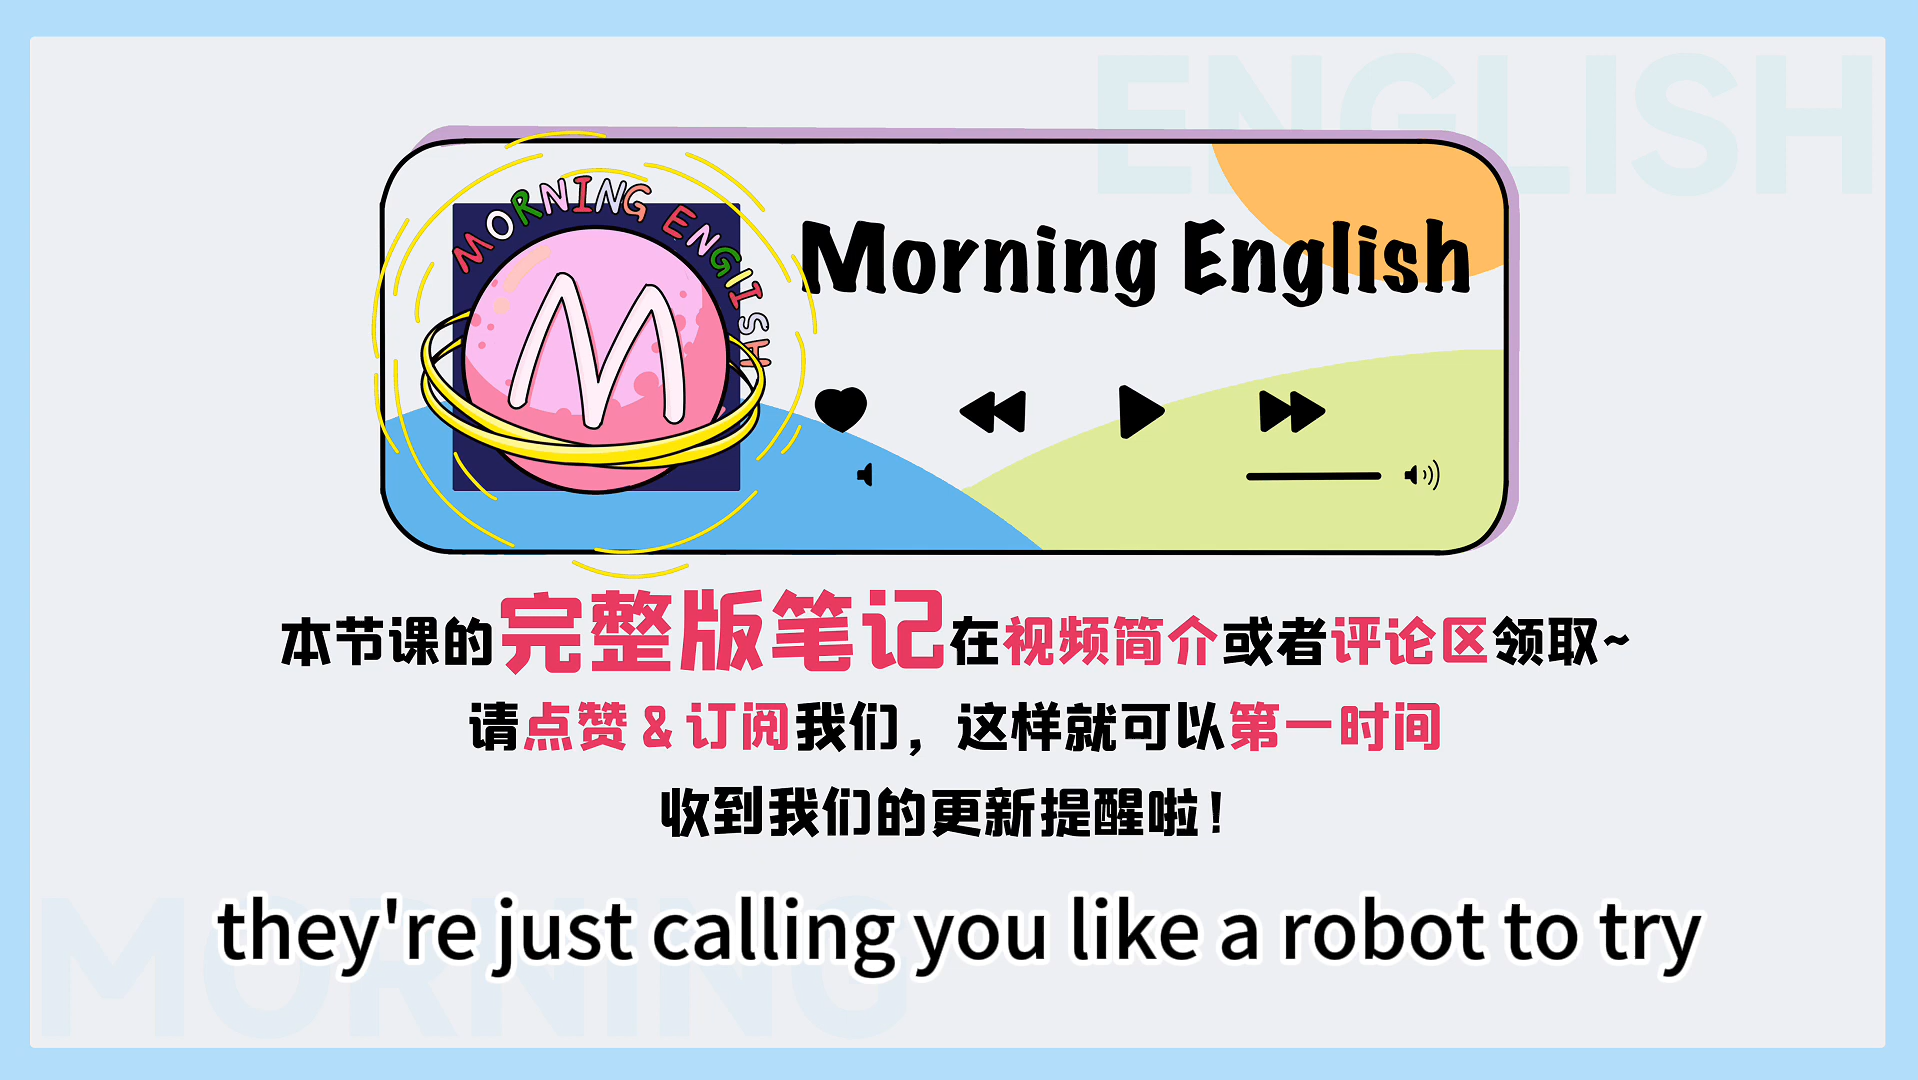 ENGLISH
MORNING ENGLISH
M
Morning English
本节课的完整版笔记在视频简介或者评论区领取~
请点赞&订阅我们，这样就可以第一时间
收到我们的更新提醒啦！
MORNING
they're just calling you like a robot to try